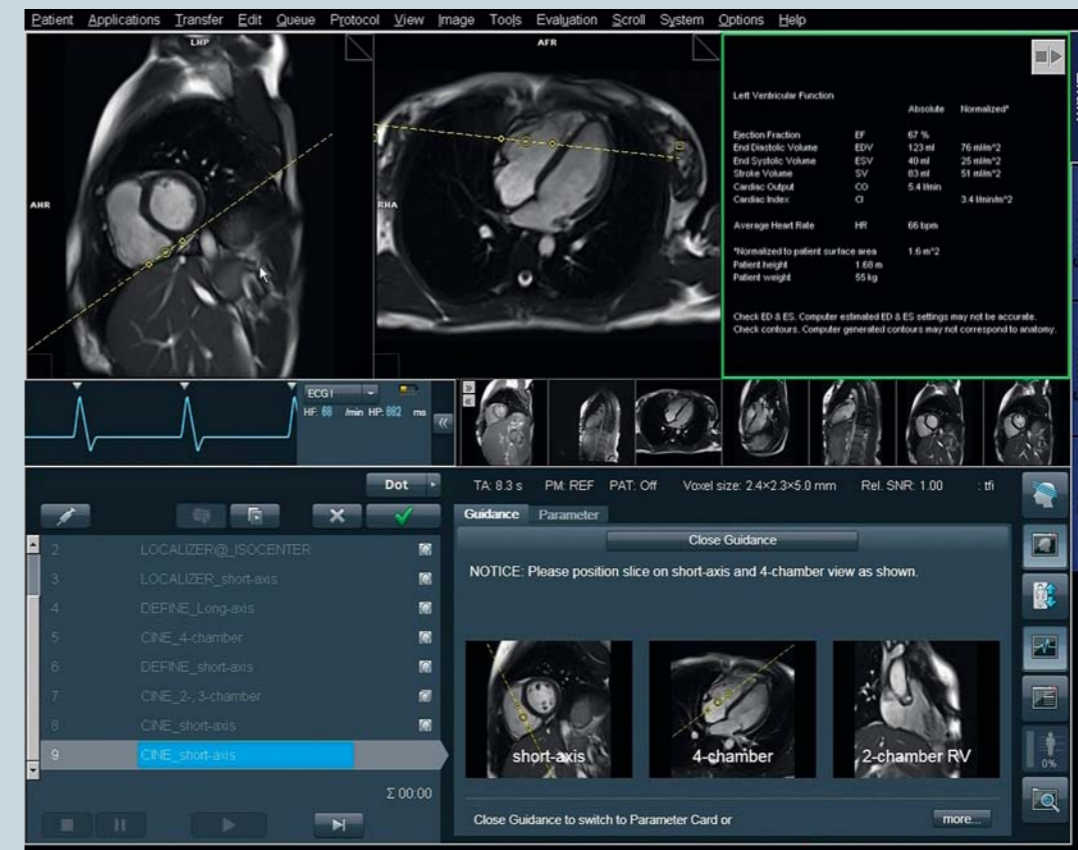 Patient Applications Transfer Edit Queue Protocol View Image Tools Evaluation Scroll System Options Help
LHP
AHR
AFR
RHA
Left Ventricular Function
Absolute Normalized*
Ejection Fraction EF 67 %
End Diastolic Volume EDV 123 ml 76 ml/m^2
End Systolic Volume ESV 40 ml 25 ml/m^2
Stroke Volume SV 83 ml 51 ml/m^2
Cardiac Output CO 5.4 l/min
Cardiac Index CI 3.4 l/min/m^2
Average Heart Rate HR 66 bpm
*Normalized to patient surface area 1.6 m^2
Patient height 1.68 m
Patient weight 55 kg
Check ED & ES. Computer estimated ED & ES settings may not be accurate.
Check contours. Computer generated contours may not correspond to anatomy.
ECG I
HF: 68 /min HP: 882 ms
Dot
2 LOCALIZER@_ISOCENTER
3 LOCALIZER_short-axis
4 DEFINE_Long-axis
5 CINE_4-chamber
6 DEFINE_short-axis
7 CINE_2-, 3-chamber
8 CINE_short-axis
9 CINE_short-axis
Σ 00:00
TA: 8.3 s PM: REF PAT: Off Voxel size: 2.4×2.3×5.0 mm Rel. SNR: 1.00 : tfi
Guidance Parameter
Close Guidance
NOTICE: Please position slice on short-axis and 4-chamber view as shown.
short-axis
4-chamber
2-chamber RV
Close Guidance to switch to Parameter Card or
more...
0%